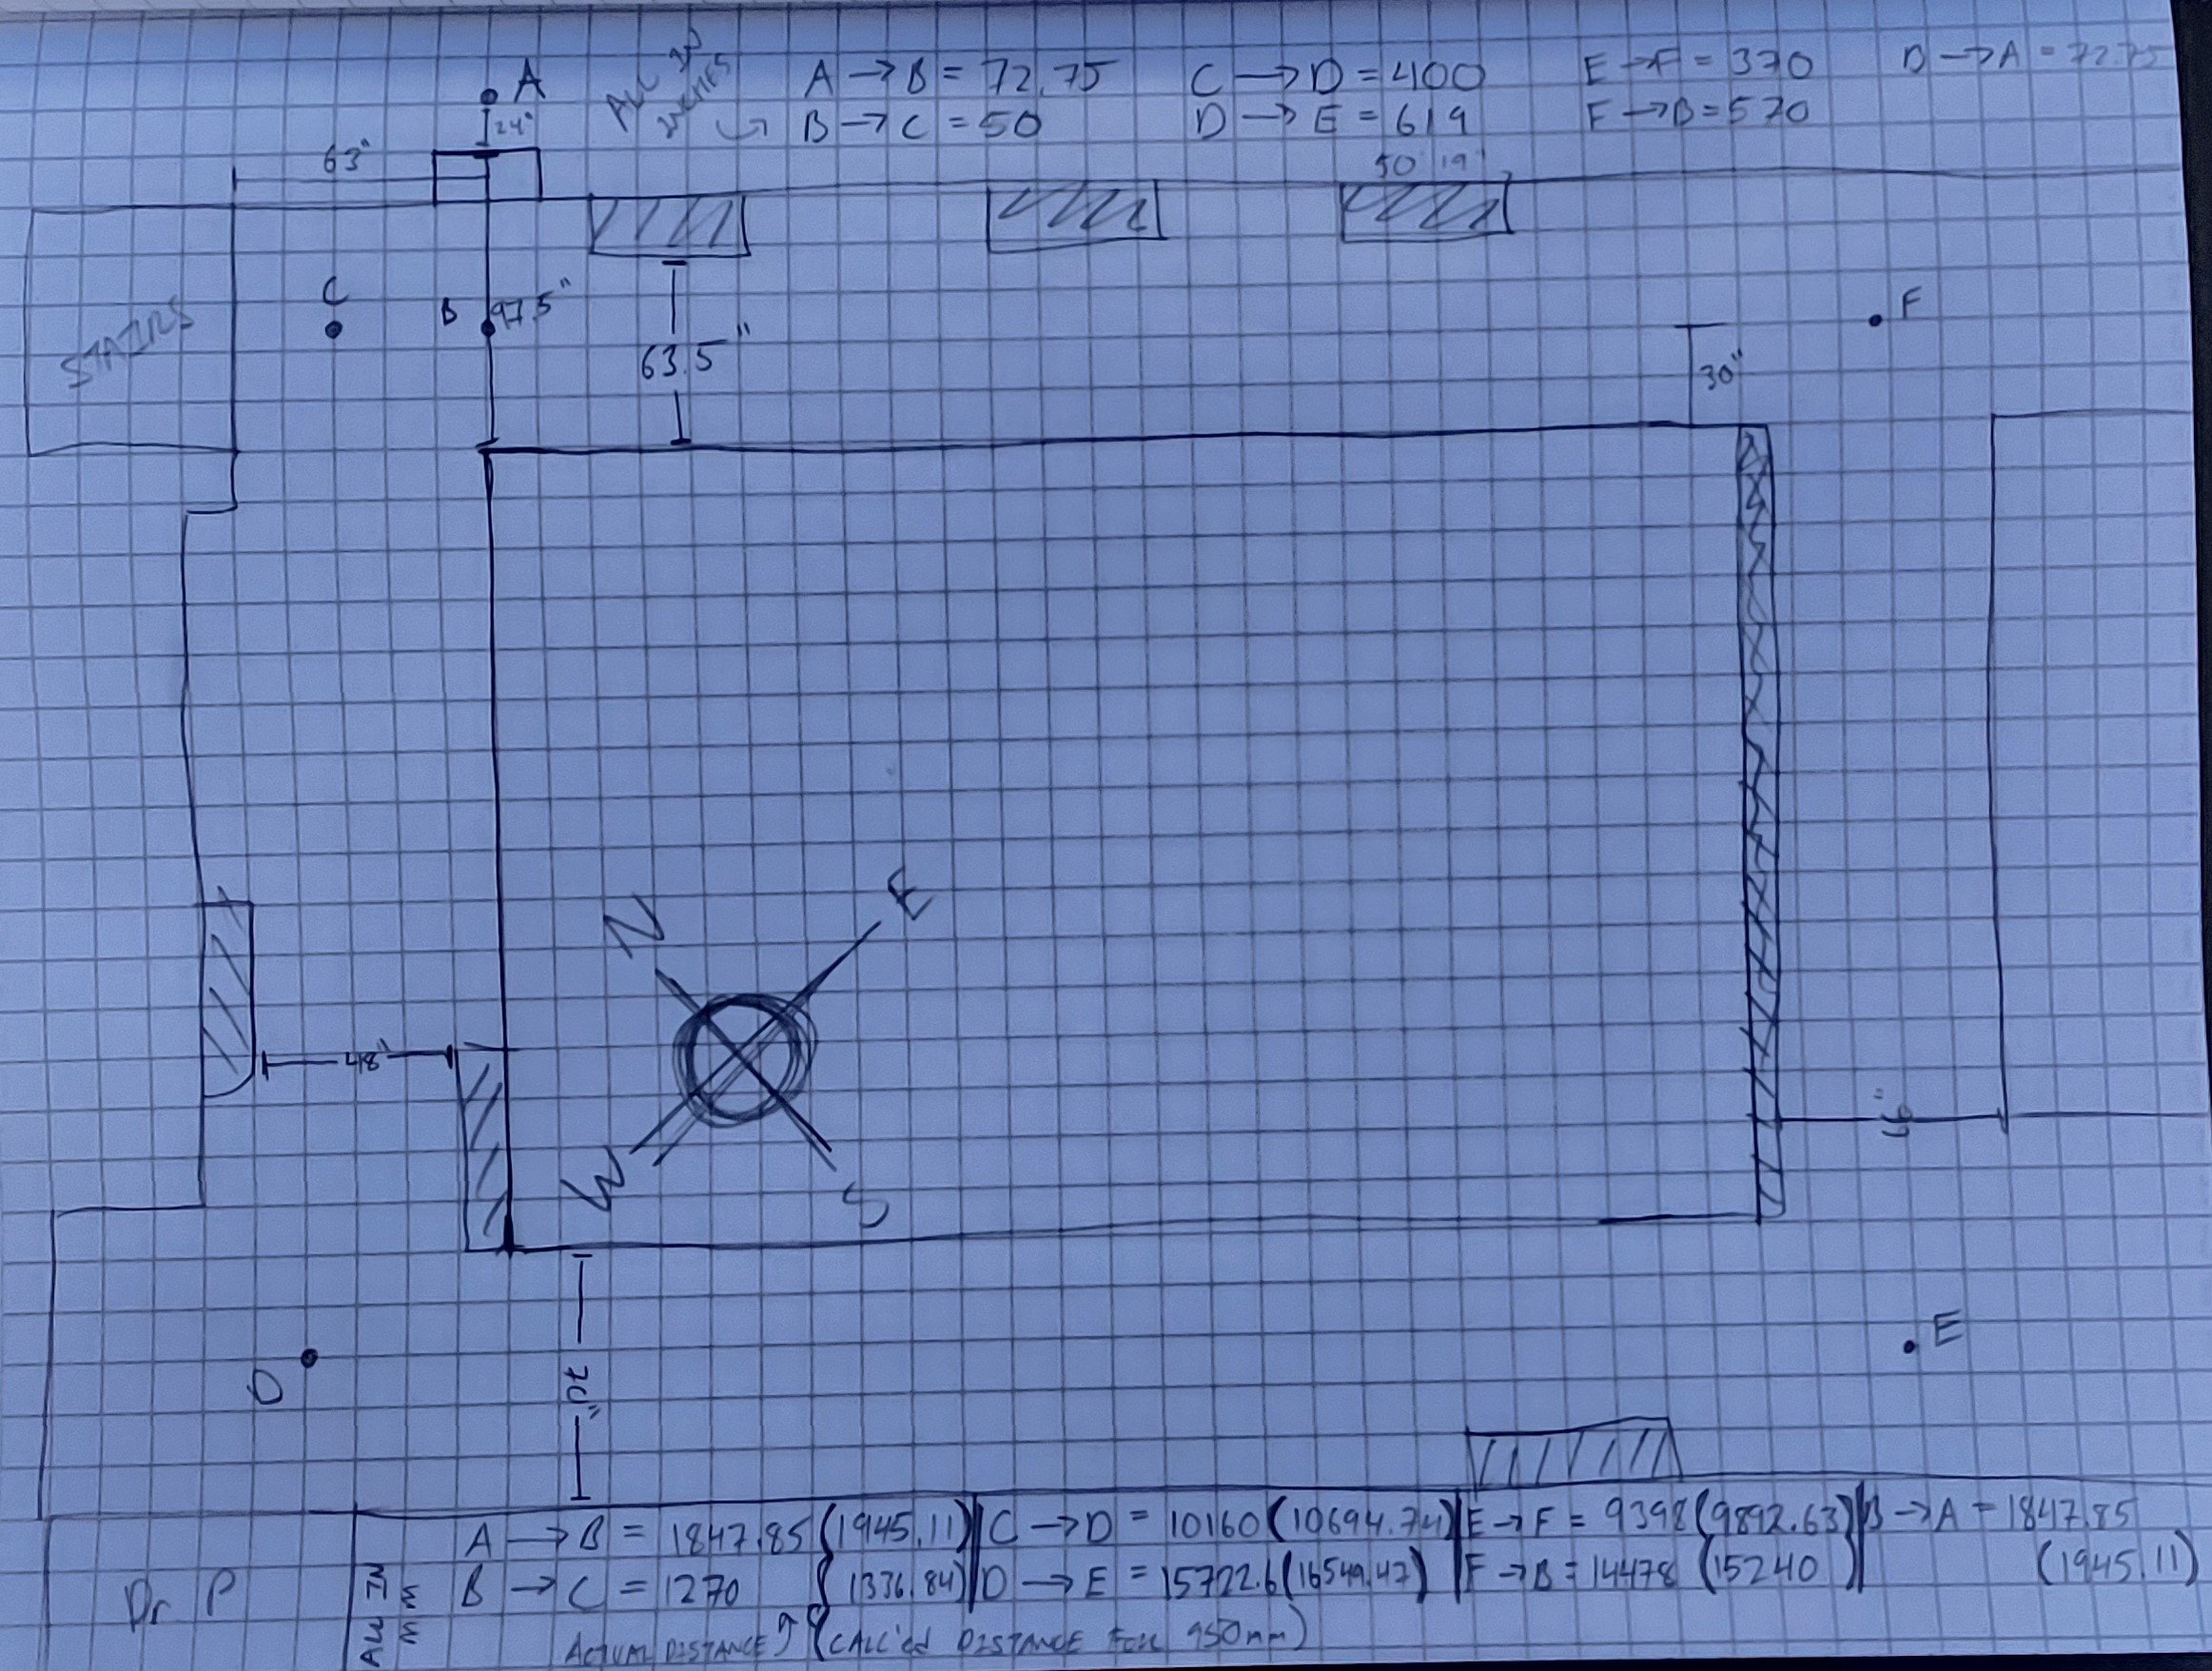 A
24"
ALL IN
INCHES
A → B = 72.75
B → C = 50
C → D = 400
D → E = 619
E → F = 370
F → B = 570
B → A = 72.75
50 19
63"
STAIRS
C
B
97.5"
63.5"
F
30"
48"
N
E
W
S
D
70"
E
Dr P
ALL IN
MM
A → B = 1847.85 (1945.11)
B → C = 1270 (1336.84)
C → D = 10160 (10694.74)
D → E = 15722.6 (16549.47)
E → F = 9398 (9892.63)
F → B = 14478 (15240)
B → A = 1847.85
(1945.11)
ACTUAL DISTANCE (CALC'ed DISTANCE FOR 950mm)